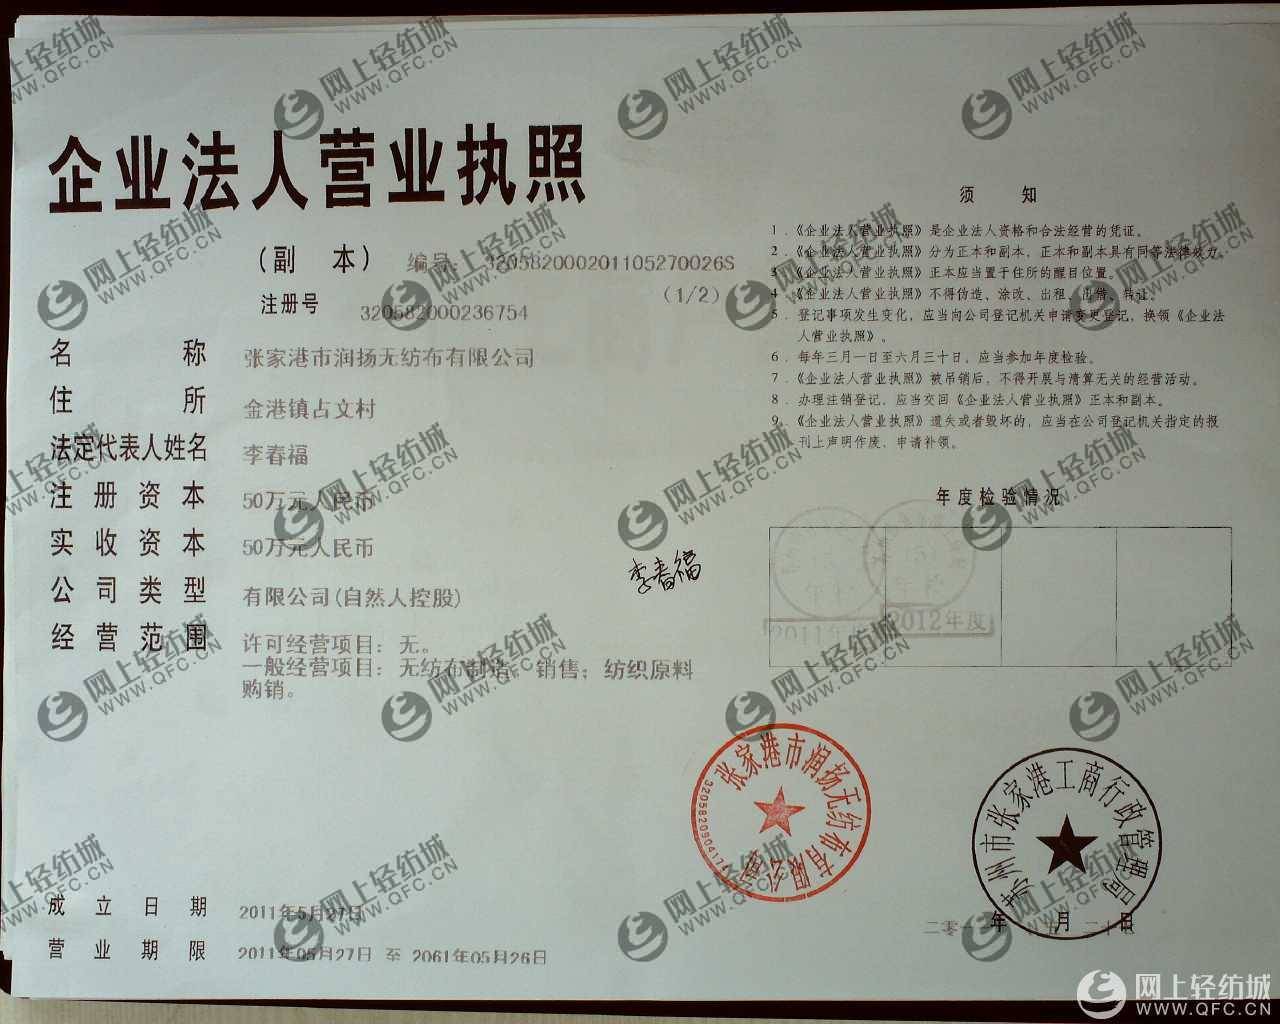 企业法人营业执照
（副 本） 编号 320582000201105270026S
（1/2）
注册号 320582000236754
名 称 张家港市润扬无纺布有限公司
住 所 金港镇占文村
法定代表人姓名 李春福
注 册 资 本 50万元人民币
实 收 资 本 50万元人民币
公 司 类 型 有限公司(自然人控股)
经 营 范 围 许可经营项目：无。
一般经营项目：无纺布制造、销售；纺织原料
购销。
成 立 日 期 2011年5月27日
营 业 期 限 2011年05月27日 至 2061年05月26日
李春福
须 知
1．《企业法人营业执照》是企业法人资格和合法经营的凭证。
2．《企业法人营业执照》分为正本和副本，正本和副本具有同等法律效力。
3．《企业法人营业执照》正本应当置于住所的醒目位置。
4．《企业法人营业执照》不得伪造、涂改、出租、出借、转让。
5．登记事项发生变化，应当向公司登记机关申请变更登记，换领《企业法
人营业执照》。
6．每年三月一日至六月三十日，应当参加年度检验。
7．《企业法人营业执照》被吊销后，不得开展与清算无关的经营活动。
8．办理注销登记，应当交回《企业法人营业执照》正本和副本。
9．《企业法人营业执照》遗失或者毁坏的，应当在公司登记机关指定的报
刊上声明作废，申请补领。
年度检验情况
2011年度
2012年度
张家港市润扬无纺布有限公司
苏州市张家港工商行政管理局
年 月 日
网上轻纺城
WWW.QFC.CN